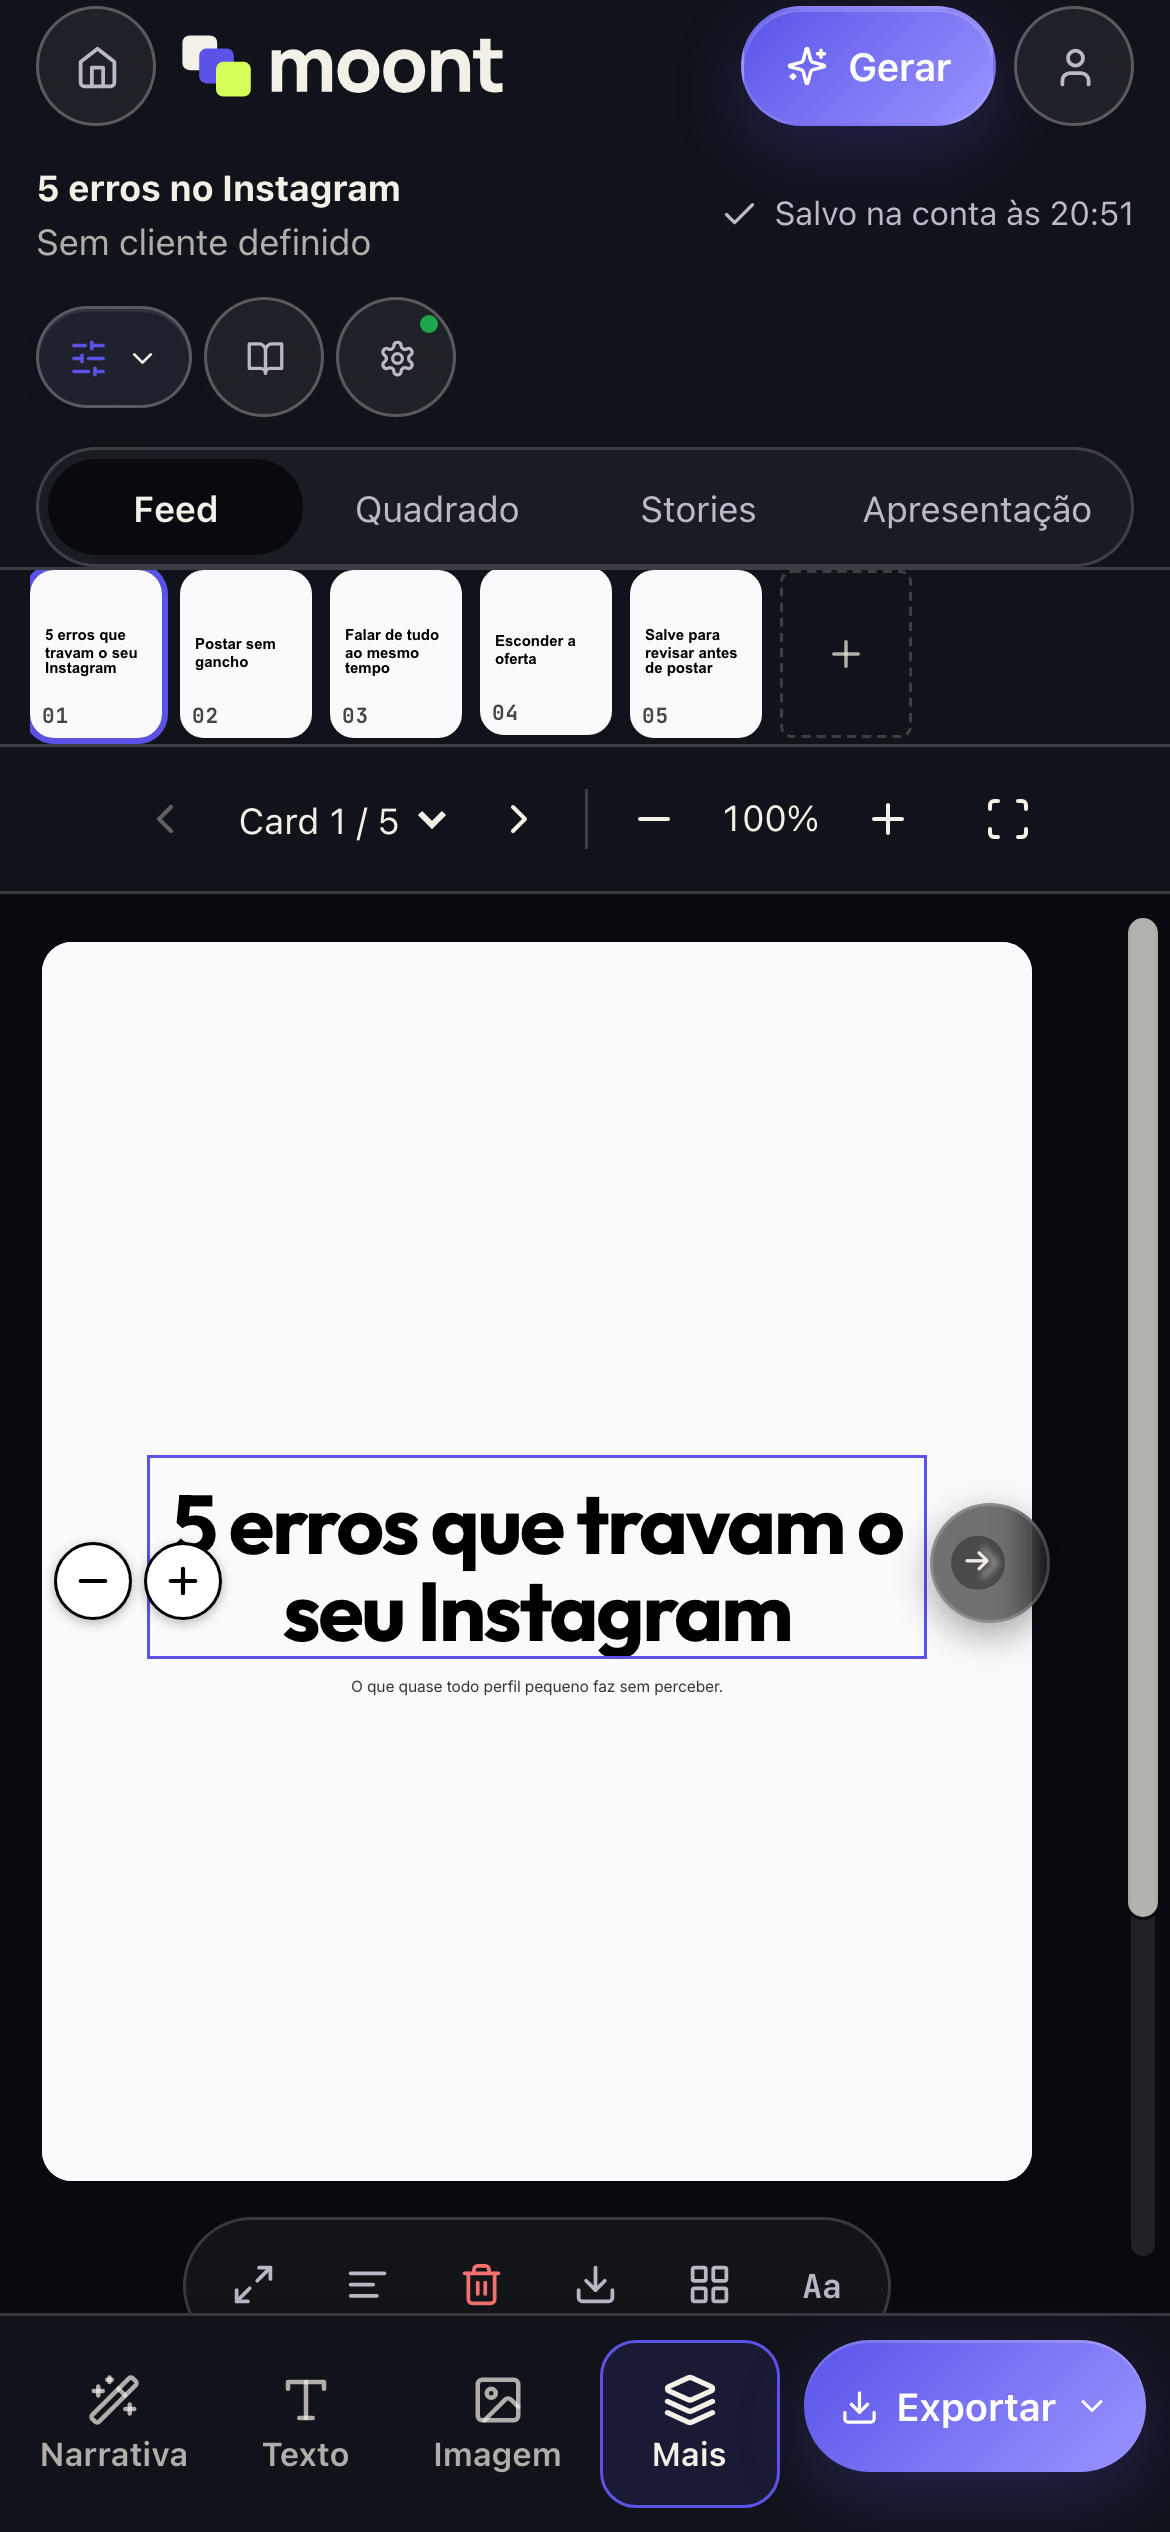 moont
Gerar
5 erros no Instagram
Sem cliente definido
Salvo na conta às 20:51
Feed
Quadrado
Stories
Apresentação
5 erros que
travam o seu
Instagram
01
Postar sem
gancho
02
Falar de tudo
ao mesmo
tempo
03
Esconder a
oferta
04
Salve para
revisar antes
de postar
05
Card 1 / 5
100%
5 erros que travam o
seu Instagram
O que quase todo perfil pequeno faz sem perceber.
Aa
Narrativa
Texto
Imagem
Mais
Exportar